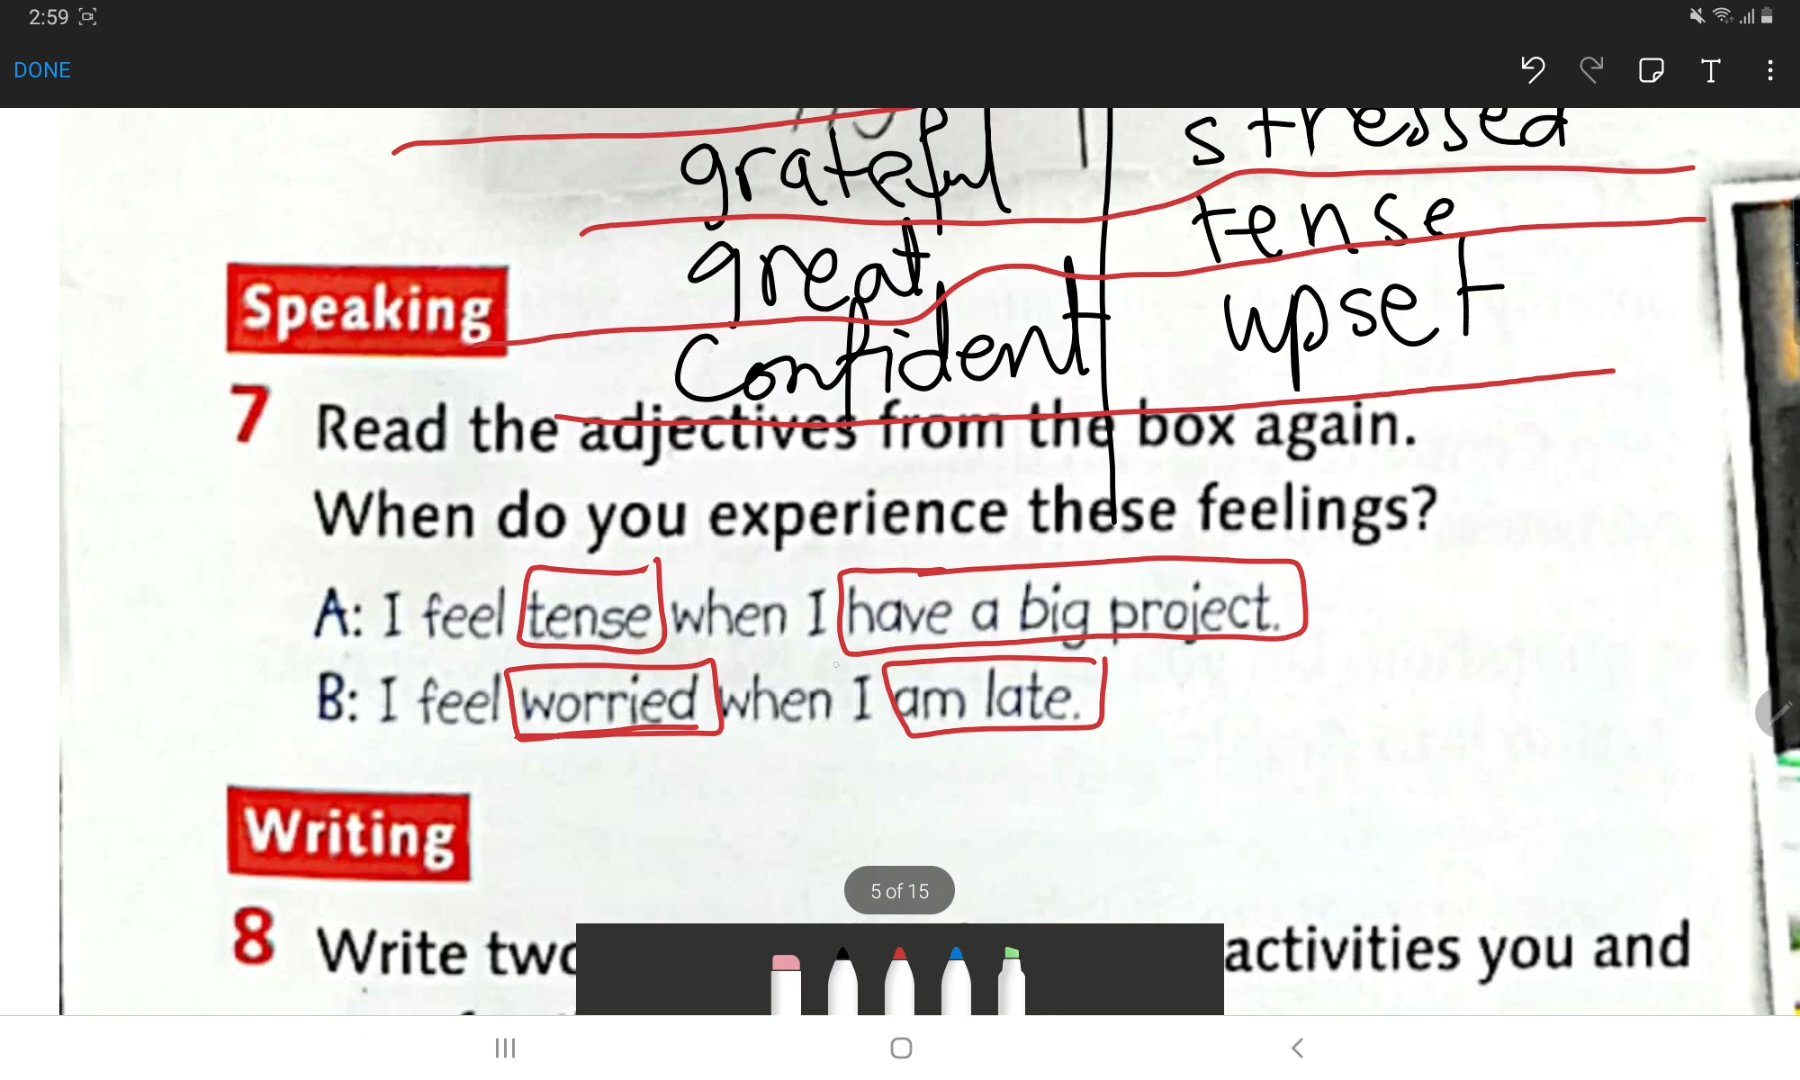 2:59
DONE
T
grateful stressed
great tense
confident upset
Speaking
7 Read the adjectives from the box again.
When do you experience these feelings?
A: I feel tense when I have a big project.
B: I feel worried when I am late.
Writing
5 of 15
8 Write two activities you and